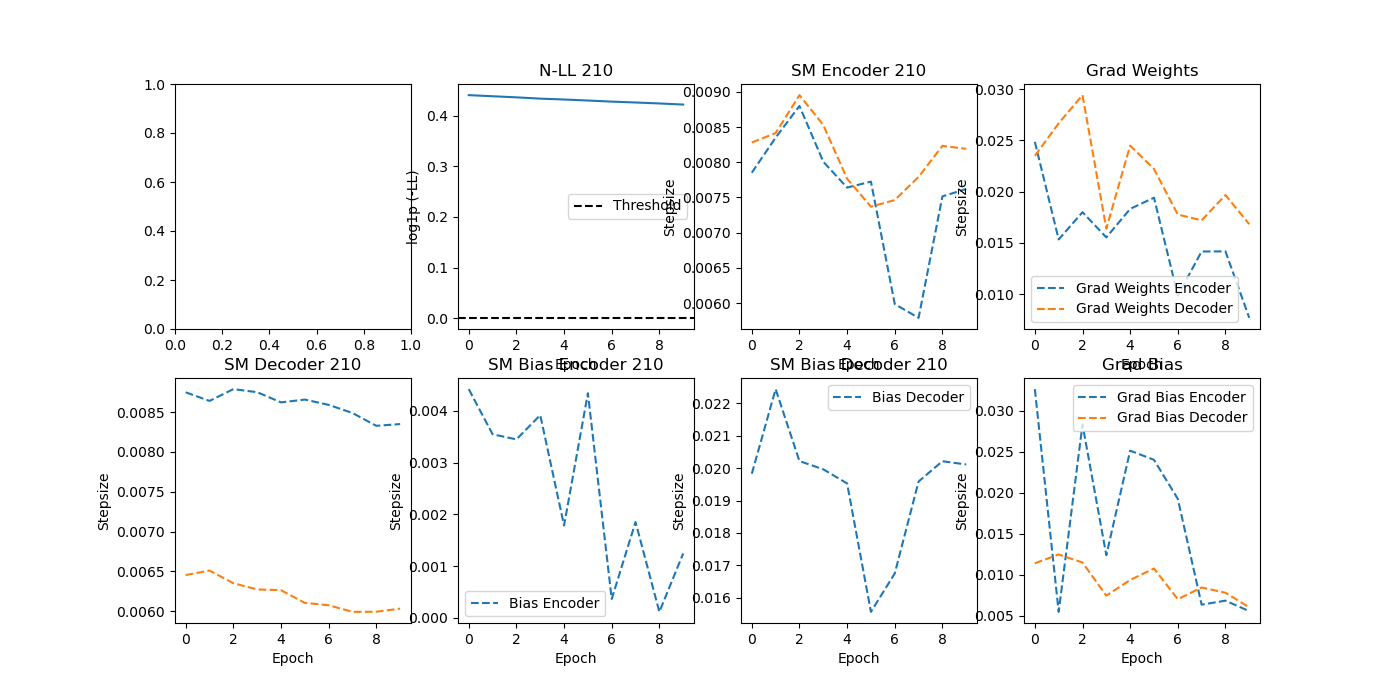 N-LL 210
SM Encoder 210
Grad Weights
1.0
0.8
0.6
0.4
0.2
0.0
0.0 0.2 0.4 0.6 0.8 1.0
log1p (-LL)
0.4
0.3
0.2
0.1
0.0
Threshold
0 2 4 6 8
Epoch
Stepsize
0.0090
0.0085
0.0080
0.0075
0.0070
0.0065
0.0060
0 2 4 6 8
Epoch
Stepsize
0.030
0.025
0.020
0.015
0.010
Grad Weights Encoder
Grad Weights Decoder
0 2 4 6 8
Epoch
SM Decoder 210
SM Bias Encoder 210
SM Bias Decoder 210
Grad Bias
Stepsize
0.0085
0.0080
0.0075
0.0070
0.0065
0.0060
0 2 4 6 8
Epoch
Stepsize
0.004
0.003
0.002
0.001
0.000
Bias Encoder
0 2 4 6 8
Epoch
Stepsize
0.022
0.021
0.020
0.019
0.018
0.017
0.016
Bias Decoder
0 2 4 6 8
Epoch
Stepsize
0.030
0.025
0.020
0.015
0.010
0.005
Grad Bias Encoder
Grad Bias Decoder
0 2 4 6 8
Epoch